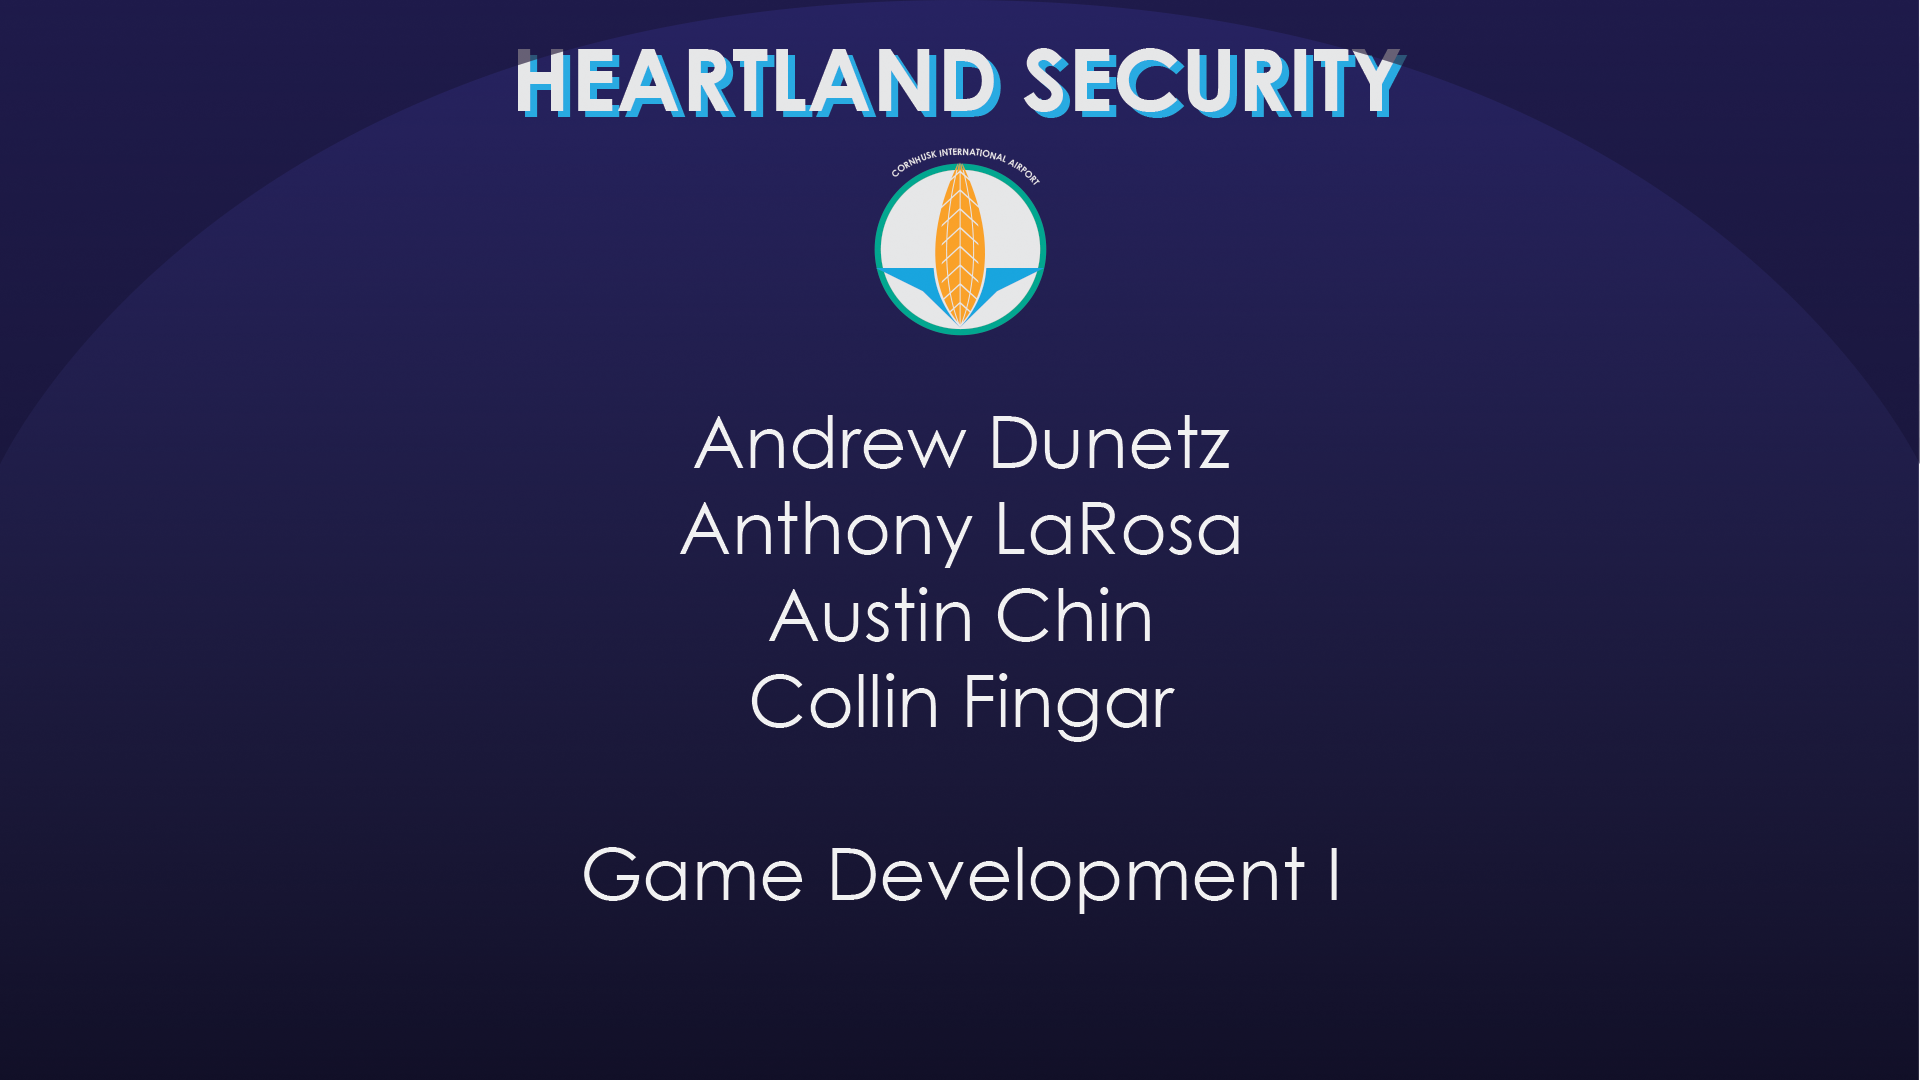 HEARTLAND SECURITY
CORNHUSK INTERNATIONAL AIRPORT
Andrew Dunetz
Anthony LaRosa
Austin Chin
Collin Fingar
Game Development I